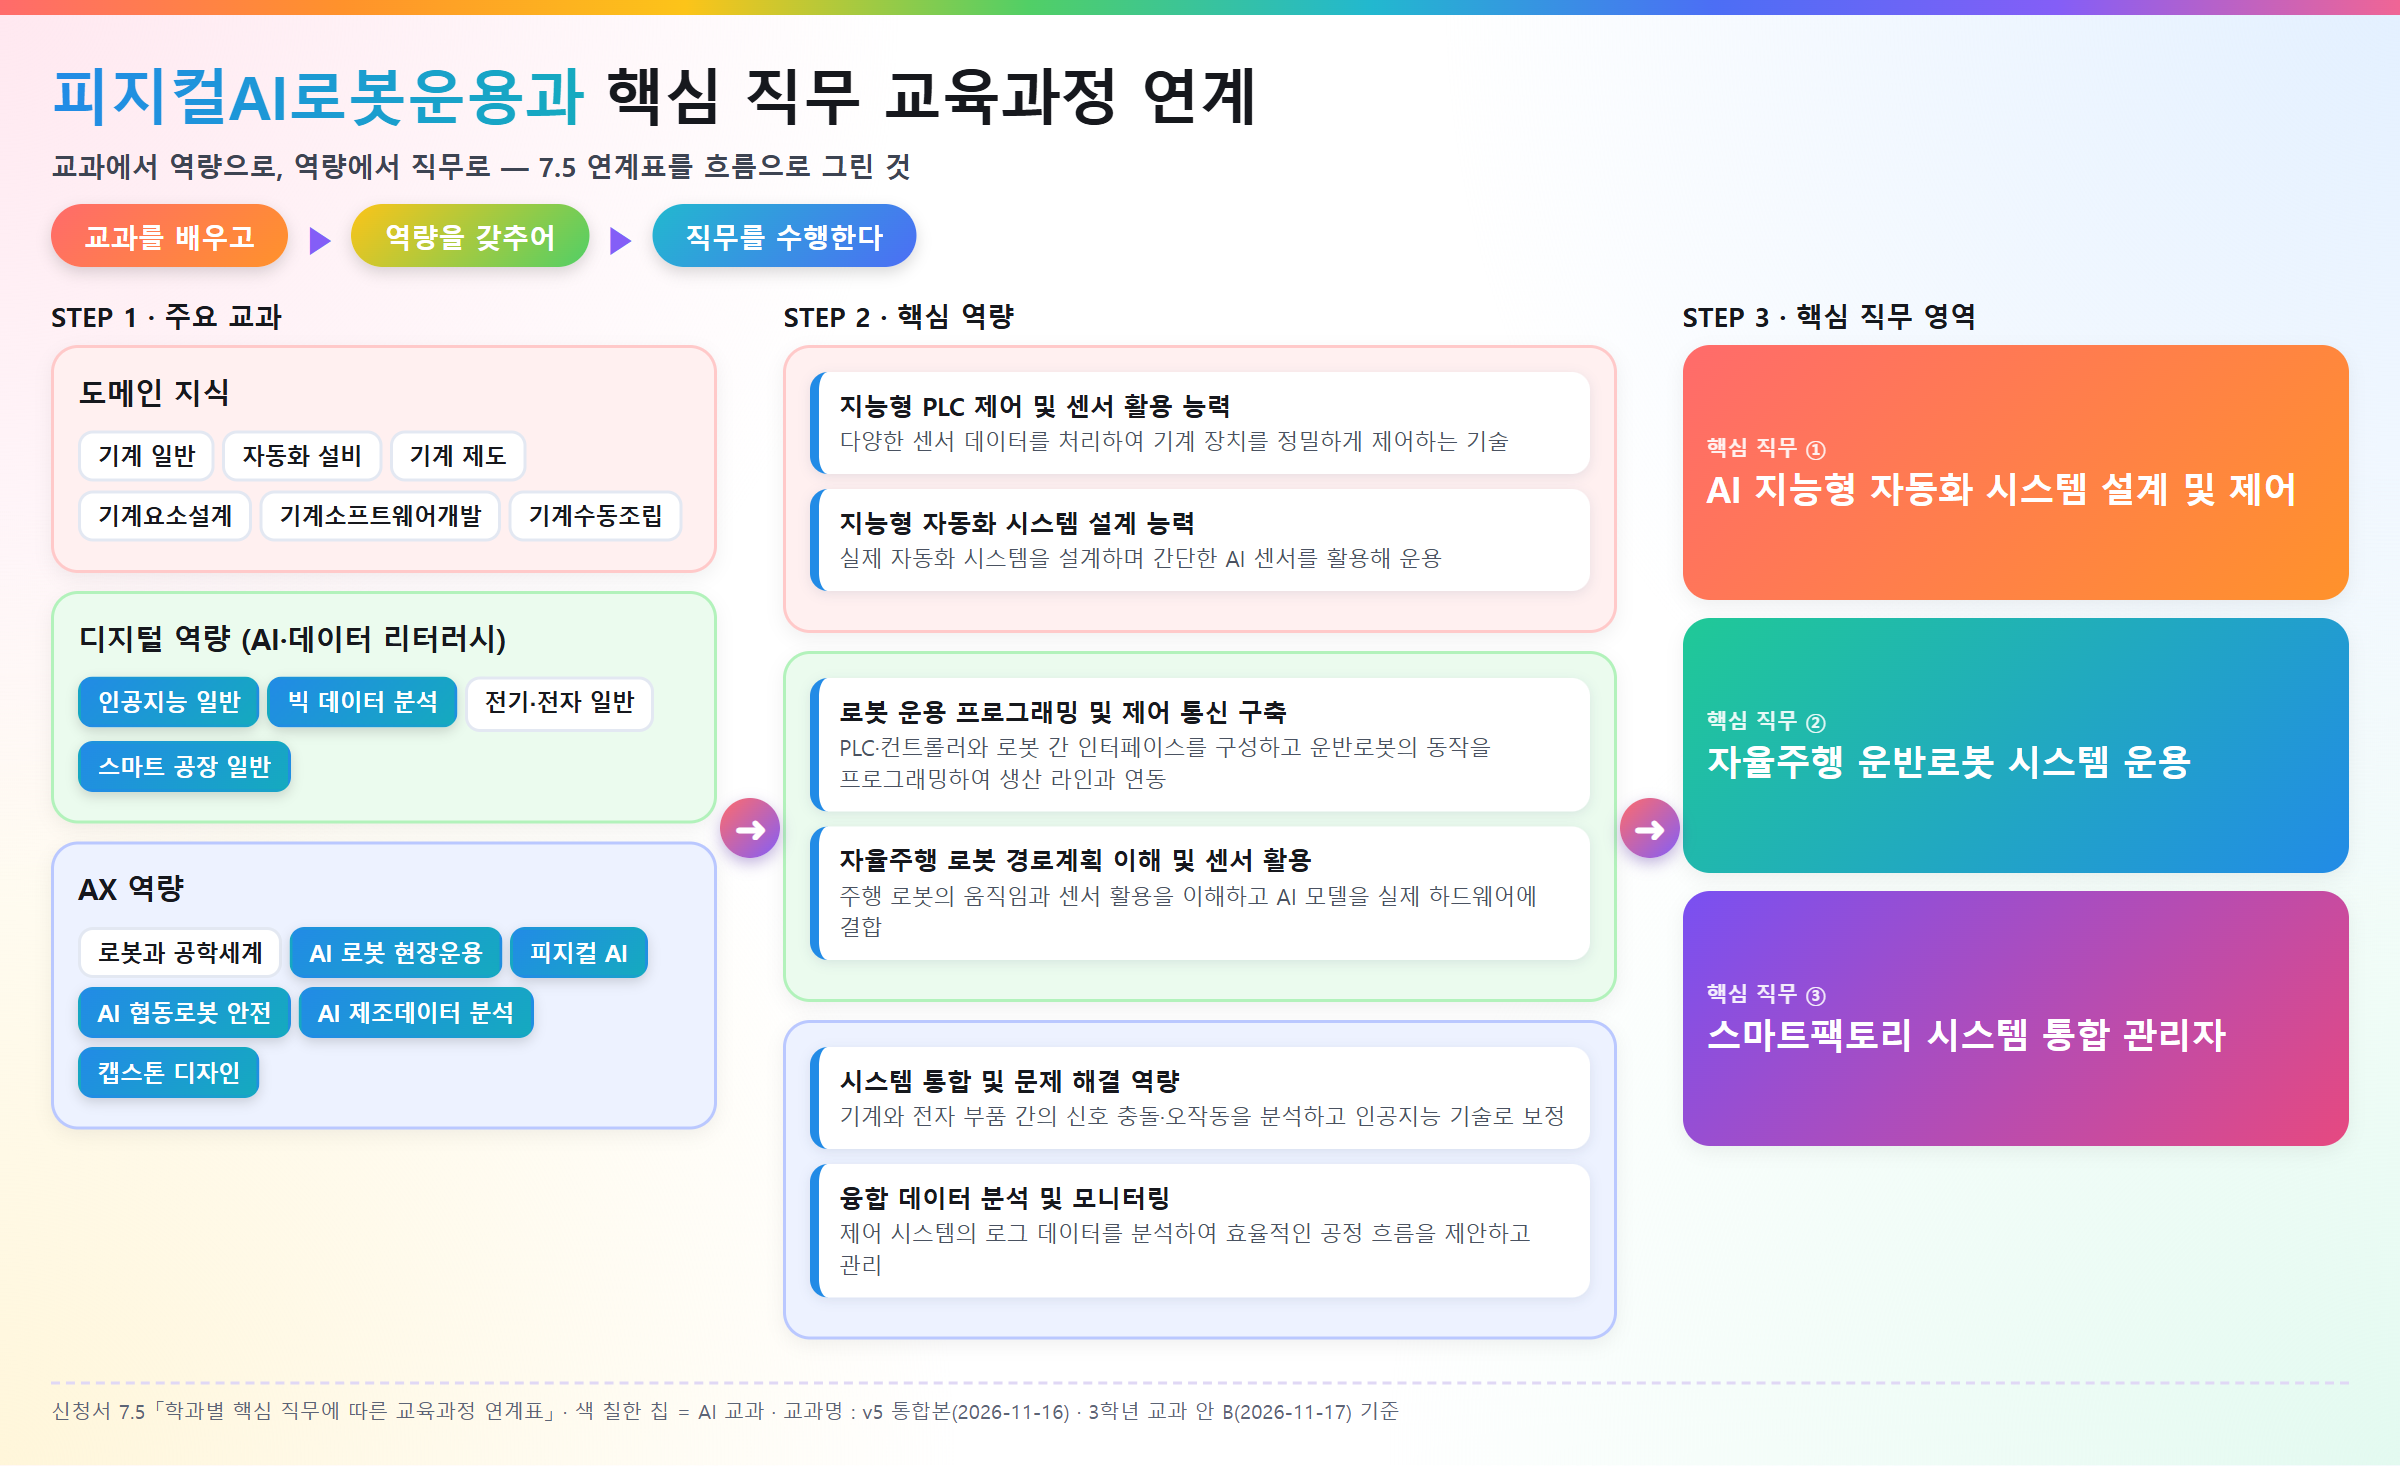 피지컬AI로봇운용과 핵심 직무 교육과정 연계
교과에서 역량으로, 역량에서 직무로 — 7.5 연계표를 흐름으로 그린 것
교과를 배우고 ▶ 역량을 갖추어 ▶ 직무를 수행한다
STEP 1 · 주요 교과
도메인 지식
기계 일반 자동화 설비 기계 제도
기계요소설계 기계소프트웨어개발 기계수동조립
디지털 역량 (AI·데이터 리터러시)
인공지능 일반 빅 데이터 분석 전기·전자 일반
스마트 공장 일반
AX 역량
로봇과 공학세계 AI 로봇 현장운용 피지컬 AI
AI 협동로봇 안전 AI 제조데이터 분석
캡스톤 디자인
➜
STEP 2 · 핵심 역량
지능형 PLC 제어 및 센서 활용 능력
다양한 센서 데이터를 처리하여 기계 장치를 정밀하게 제어하는 기술
지능형 자동화 시스템 설계 능력
실제 자동화 시스템을 설계하며 간단한 AI 센서를 활용해 운용
로봇 운용 프로그래밍 및 제어 통신 구축
PLC·컨트롤러와 로봇 간 인터페이스를 구성하고 운반로봇의 동작을
프로그래밍하여 생산 라인과 연동
자율주행 로봇 경로계획 이해 및 센서 활용
주행 로봇의 움직임과 센서 활용을 이해하고 AI 모델을 실제 하드웨어에
결합
시스템 통합 및 문제 해결 역량
기계와 전자 부품 간의 신호 충돌·오작동을 분석하고 인공지능 기술로 보정
융합 데이터 분석 및 모니터링
제어 시스템의 로그 데이터를 분석하여 효율적인 공정 흐름을 제안하고
관리
➜
STEP 3 · 핵심 직무 영역
핵심 직무 ①
AI 지능형 자동화 시스템 설계 및 제어
핵심 직무 ②
자율주행 운반로봇 시스템 운용
핵심 직무 ③
스마트팩토리 시스템 통합 관리자
신청서 7.5 「학과별 핵심 직무에 따른 교육과정 연계표」 · 색 칠한 칩 = AI 교과 · 교과명 : v5 통합본(2026-11-16) · 3학년 교과 안 B(2026-11-17) 기준